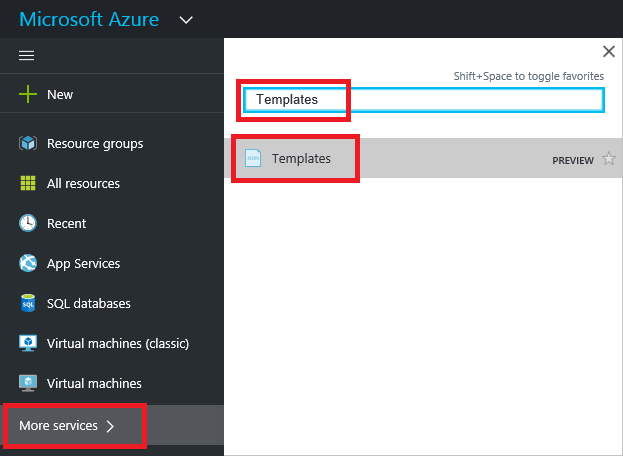 Microsoft Azure
New
Resource groups
All resources
Recent
App Services
SQL databases
Virtual machines (classic)
Virtual machines
More services
Shift+Space to toggle favorites
Templates
Templates
PREVIEW